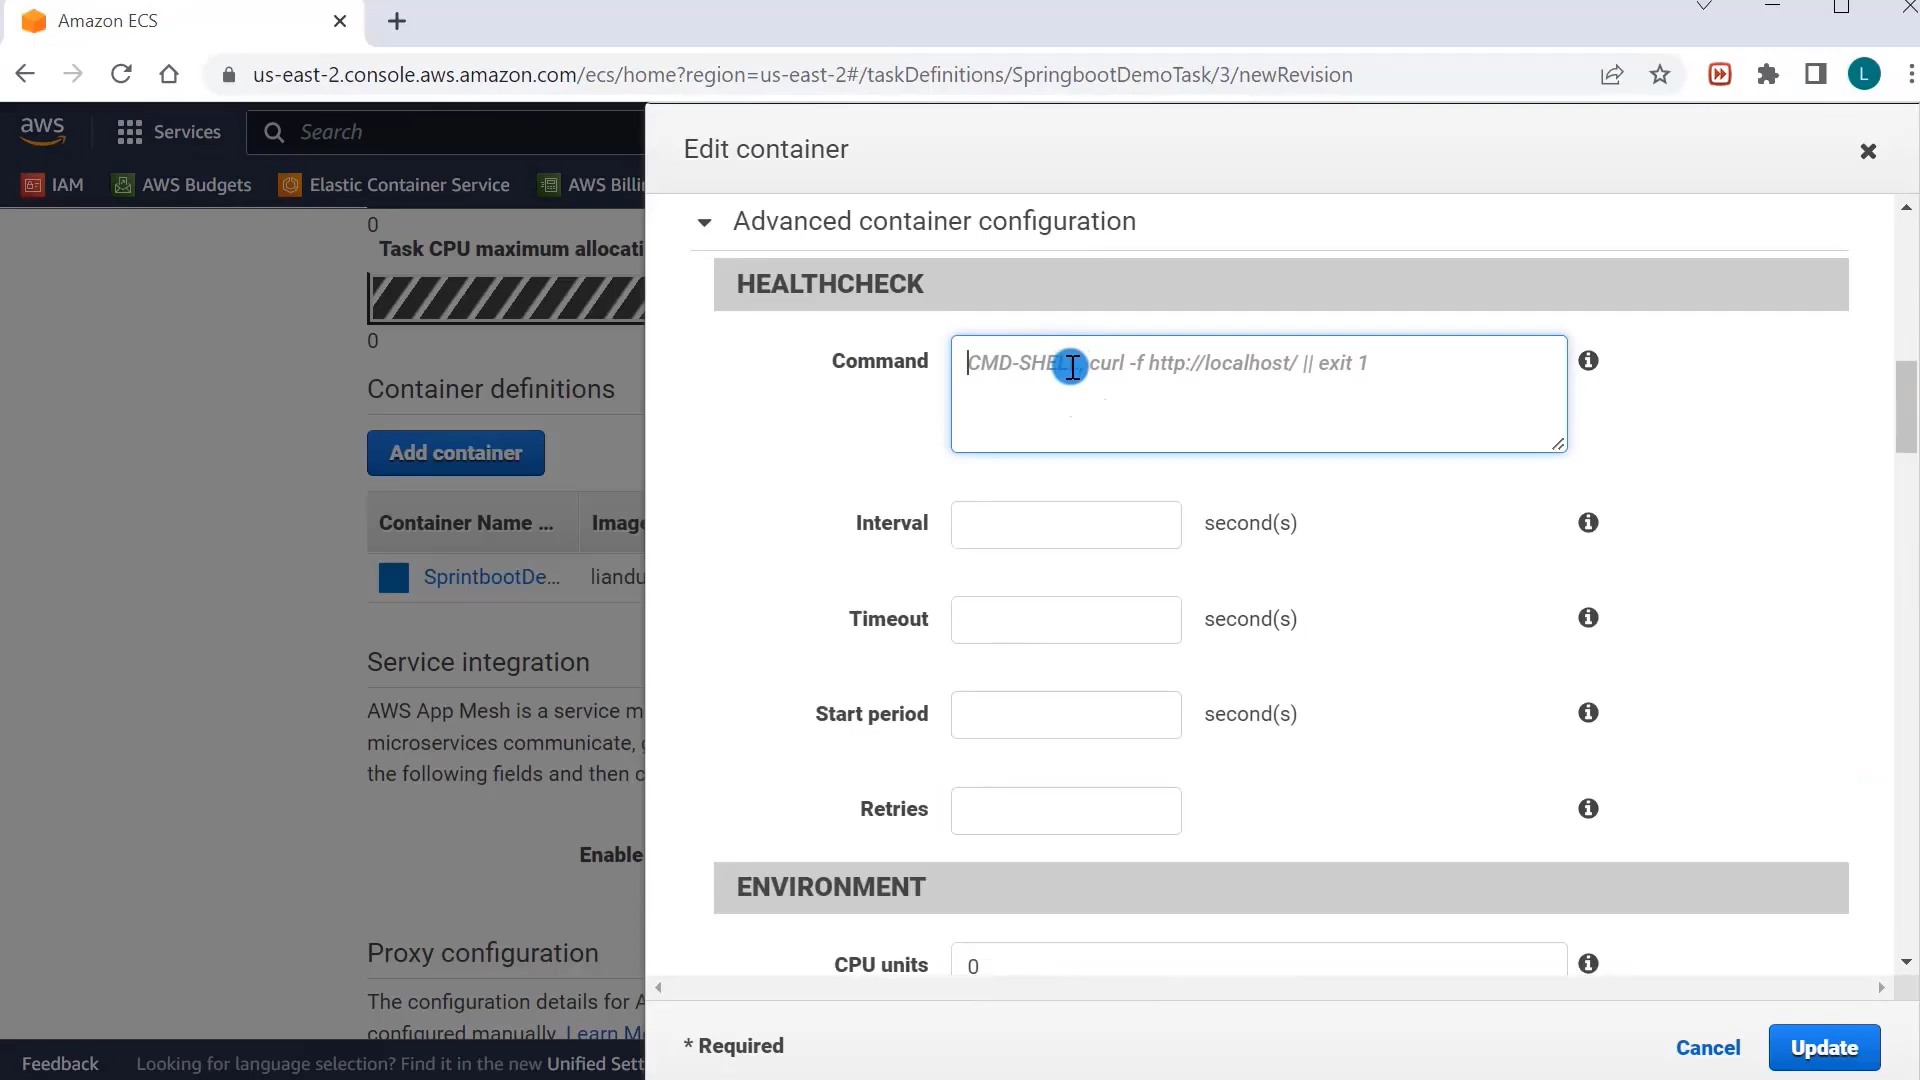 Amazon ECS
us-east-2.console.aws.amazon.com/ecs/home?region=us-east-2#/taskDefinitions/SpringbootDemoTask/3/newRevision
L
aws
Services
Search
IAM
AWS Budgets
Elastic Container Service
AWS Billi
0
Task CPU maximum allocati
0
Container definitions
Add container
Container Name ...
Image
SprintbootDe...
liandu
Service integration
AWS App Mesh is a service m
microservices communicate,
the following fields and then c
Enable
Proxy configuration
The configuration details for A
configured manually. Learn Mo
Feedback
Looking for language selection? Find it in the new Unified Sett
Edit container
Advanced container configuration
HEALTHCHECK
Command
CMD-SHELL, curl -f http://localhost/ || exit 1
Interval
second(s)
Timeout
second(s)
Start period
second(s)
Retries
ENVIRONMENT
CPU units
0
* Required
Cancel
Update